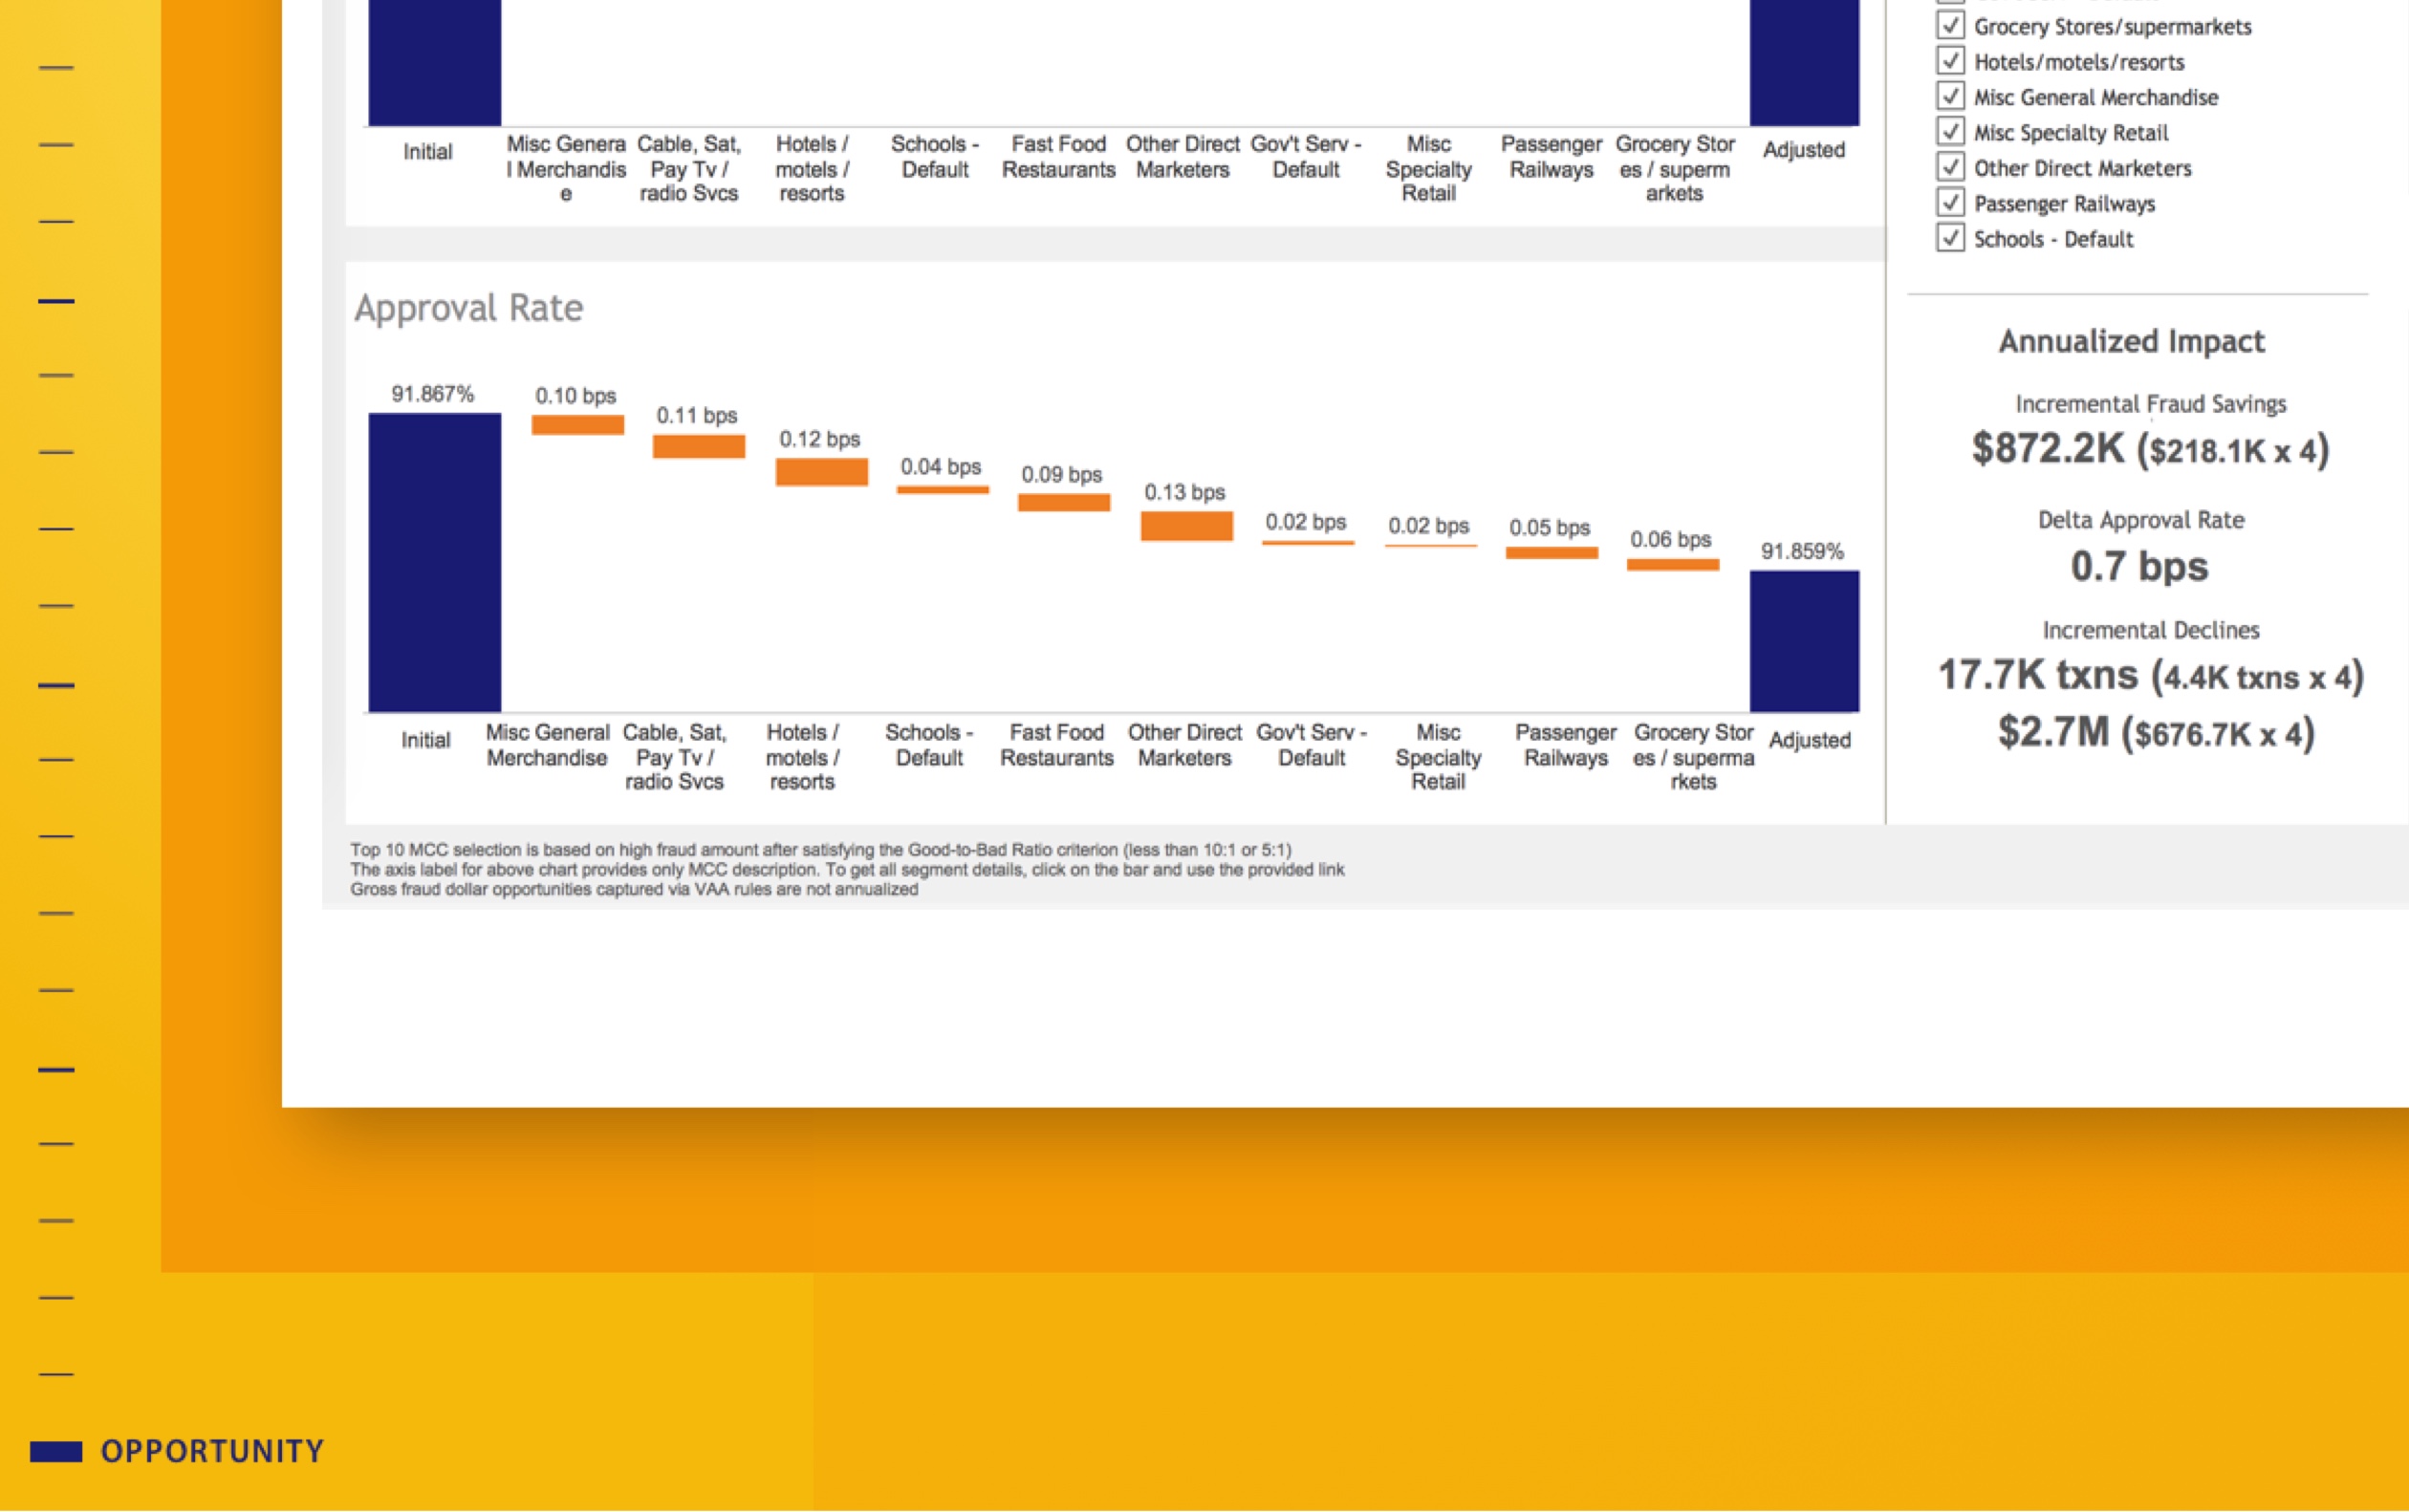 Grocery Stores/supermarkets
Hotels/motels/resorts
Misc General Merchandise
Misc Specialty Retail
Other Direct Marketers
Passenger Railways
Schools - Default
Initial
Misc Genera
l Merchandis
e
Cable, Sat,
Pay Tv /
radio Svcs
Hotels /
motels /
resorts
Schools -
Default
Fast Food
Restaurants
Other Direct
Marketers
Gov't Serv -
Default
Misc
Specialty
Retail
Passenger
Railways
Grocery Stor
es / superm
arkets
Adjusted
Approval Rate
91.867%
0.10 bps
0.11 bps
0.12 bps
0.04 bps
0.09 bps
0.13 bps
0.02 bps
0.02 bps
0.05 bps
0.06 bps
91.859%
Initial
Misc General
Merchandise
Cable, Sat,
Pay Tv /
radio Svcs
Hotels /
motels /
resorts
Schools -
Default
Fast Food
Restaurants
Other Direct
Marketers
Gov't Serv -
Default
Misc
Specialty
Retail
Passenger
Railways
Grocery Stor
es / superma
rkets
Adjusted
Annualized Impact
Incremental Fraud Savings
$872.2K ($218.1K x 4)
Delta Approval Rate
0.7 bps
Incremental Declines
17.7K txns (4.4K txns x 4)
$2.7M ($676.7K x 4)
Top 10 MCC selection is based on high fraud amount after satisfying the Good-to-Bad Ratio criterion (less than 10:1 or 5:1)
The axis label for above chart provides only MCC description. To get all segment details, click on the bar and use the provided link
Gross fraud dollar opportunities captured via VAA rules are not annualized
OPPORTUNITY